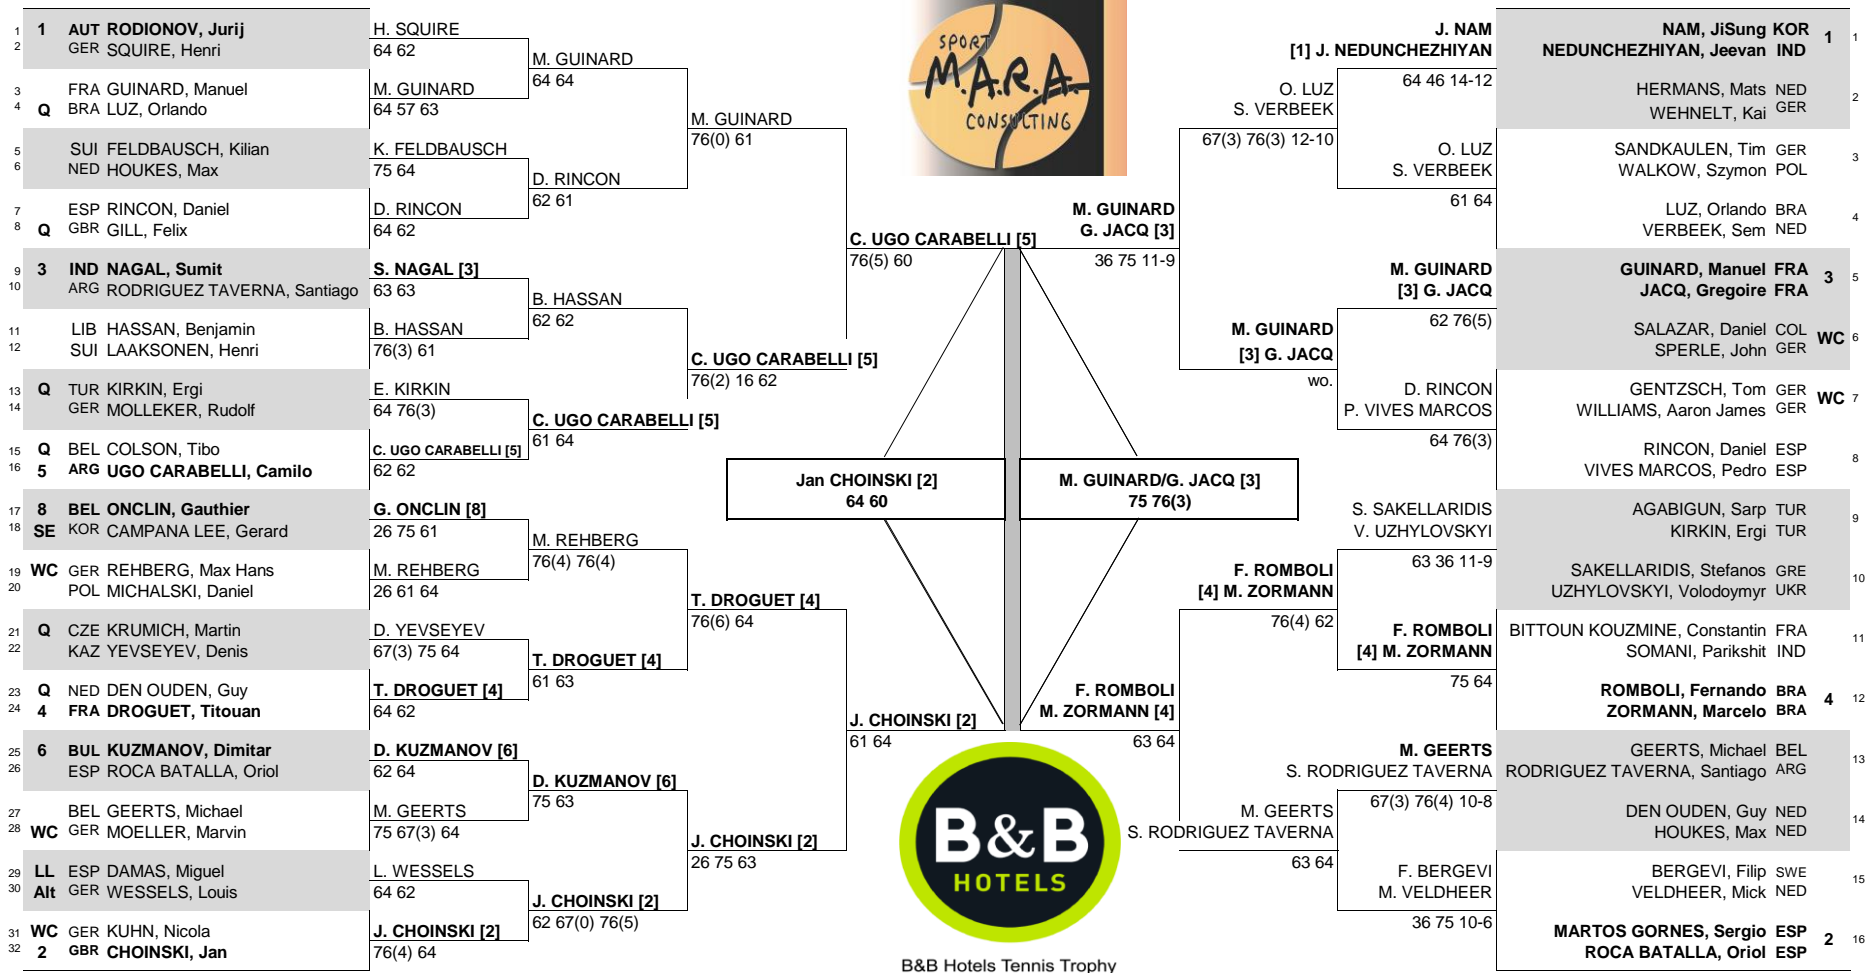 1 1 AUT RODIONOV, Jurij
2 GER SQUIRE, Henri
3 FRA GUINARD, Manuel
4 Q BRA LUZ, Orlando
5 SUI FELDBAUSCH, Kilian
6 NED HOUKES, Max
7 ESP RINCON, Daniel
8 Q GBR GILL, Felix
9 3 IND NAGAL, Sumit
10 ARG RODRIGUEZ TAVERNA, Santiago
11 LIB HASSAN, Benjamin
12 SUI LAAKSONEN, Henri
13 Q TUR KIRKIN, Ergi
14 GER MOLLEKER, Rudolf
15 Q BEL COLSON, Tibo
16 5 ARG UGO CARABELLI, Camilo
17 8 BEL ONCLIN, Gauthier
18 SE KOR CAMPANA LEE, Gerard
19 WC GER REHBERG, Max Hans
20 POL MICHALSKI, Daniel
21 Q CZE KRUMICH, Martin
22 KAZ YEVSEYEV, Denis
23 Q NED DEN OUDEN, Guy
24 4 FRA DROGUET, Titouan
25 6 BUL KUZMANOV, Dimitar
26 ESP ROCA BATALLA, Oriol
27 BEL GEERTS, Michael
28 WC GER MOELLER, Marvin
29 LL ESP DAMAS, Miguel
30 Alt GER WESSELS, Louis
31 WC GER KUHN, Nicola
32 2 GBR CHOINSKI, Jan
H. SQUIRE
64 62
M. GUINARD
64 57 63
K. FELDBAUSCH
75 64
D. RINCON
64 62
S. NAGAL [3]
63 63
B. HASSAN
76(3) 61
E. KIRKIN
64 76(3)
C. UGO CARABELLI [5]
62 62
G. ONCLIN [8]
26 75 61
M. REHBERG
26 61 64
D. YEVSEYEV
67(3) 75 64
T. DROGUET [4]
64 62
D. KUZMANOV [6]
62 64
M. GEERTS
75 67(3) 64
L. WESSELS
64 62
J. CHOINSKI [2]
76(4) 64
M. GUINARD
64 64
D. RINCON
62 61
B. HASSAN
62 62
C. UGO CARABELLI [5]
61 64
M. REHBERG
76(4) 76(4)
T. DROGUET [4]
61 63
D. KUZMANOV [6]
75 63
J. CHOINSKI [2]
62 67(0) 76(5)
M. GUINARD
76(0) 61
C. UGO CARABELLI [5]
76(2) 16 62
T. DROGUET [4]
76(6) 64
J. CHOINSKI [2]
26 75 63
C. UGO CARABELLI [5]
76(5) 60
J. CHOINSKI [2]
61 64
Jan CHOINSKI [2]
64 60
SPORT
M.A.R.A.
CONSULTING
M. GUINARD/G. JACQ [3]
75 76(3)
B&B
HOTELS
B&B Hotels Tennis Trophy
M. GUINARD
G. JACQ [3]
36 75 11-9
F. ROMBOLI
M. ZORMANN [4]
63 64
O. LUZ
S. VERBEEK
67(3) 76(3) 12-10
M. GUINARD
[3] G. JACQ
wo.
F. ROMBOLI
[4] M. ZORMANN
76(4) 62
M. GEERTS
S. RODRIGUEZ TAVERNA
63 64
J. NAM
[1] J. NEDUNCHEZHIYAN
64 46 14-12
O. LUZ
S. VERBEEK
61 64
M. GUINARD
[3] G. JACQ
62 76(5)
D. RINCON
P. VIVES MARCOS
64 76(3)
S. SAKELLARIDIS
V. UZHYLOVSKYI
63 36 11-9
F. ROMBOLI
[4] M. ZORMANN
75 64
M. GEERTS
S. RODRIGUEZ TAVERNA
67(3) 76(4) 10-8
F. BERGEVI
M. VELDHEER
36 75 10-6
NAM, JiSung KOR 1 1
NEDUNCHEZHIYAN, Jeevan IND
HERMANS, Mats NED 2
WEHNELT, Kai GER
SANDKAULEN, Tim GER 3
WALKOW, Szymon POL
LUZ, Orlando BRA 4
VERBEEK, Sem NED
GUINARD, Manuel FRA 3 5
JACQ, Gregoire FRA
SALAZAR, Daniel COL WC 6
SPERLE, John GER
GENTZSCH, Tom GER WC 7
WILLIAMS, Aaron James GER
RINCON, Daniel ESP 8
VIVES MARCOS, Pedro ESP
AGABIGUN, Sarp TUR 9
KIRKIN, Ergi TUR
SAKELLARIDIS, Stefanos GRE 10
UZHYLOVSKYI, Volodoymyr UKR
BITTOUN KOUZMINE, Constantin FRA 11
SOMANI, Parikshit IND
ROMBOLI, Fernando BRA 4 12
ZORMANN, Marcelo BRA
GEERTS, Michael BEL 13
RODRIGUEZ TAVERNA, Santiago ARG
DEN OUDEN, Guy NED 14
HOUKES, Max NED
BERGEVI, Filip SWE 15
VELDHEER, Mick NED
MARTOS GORNES, Sergio ESP 2 16
ROCA BATALLA, Oriol ESP